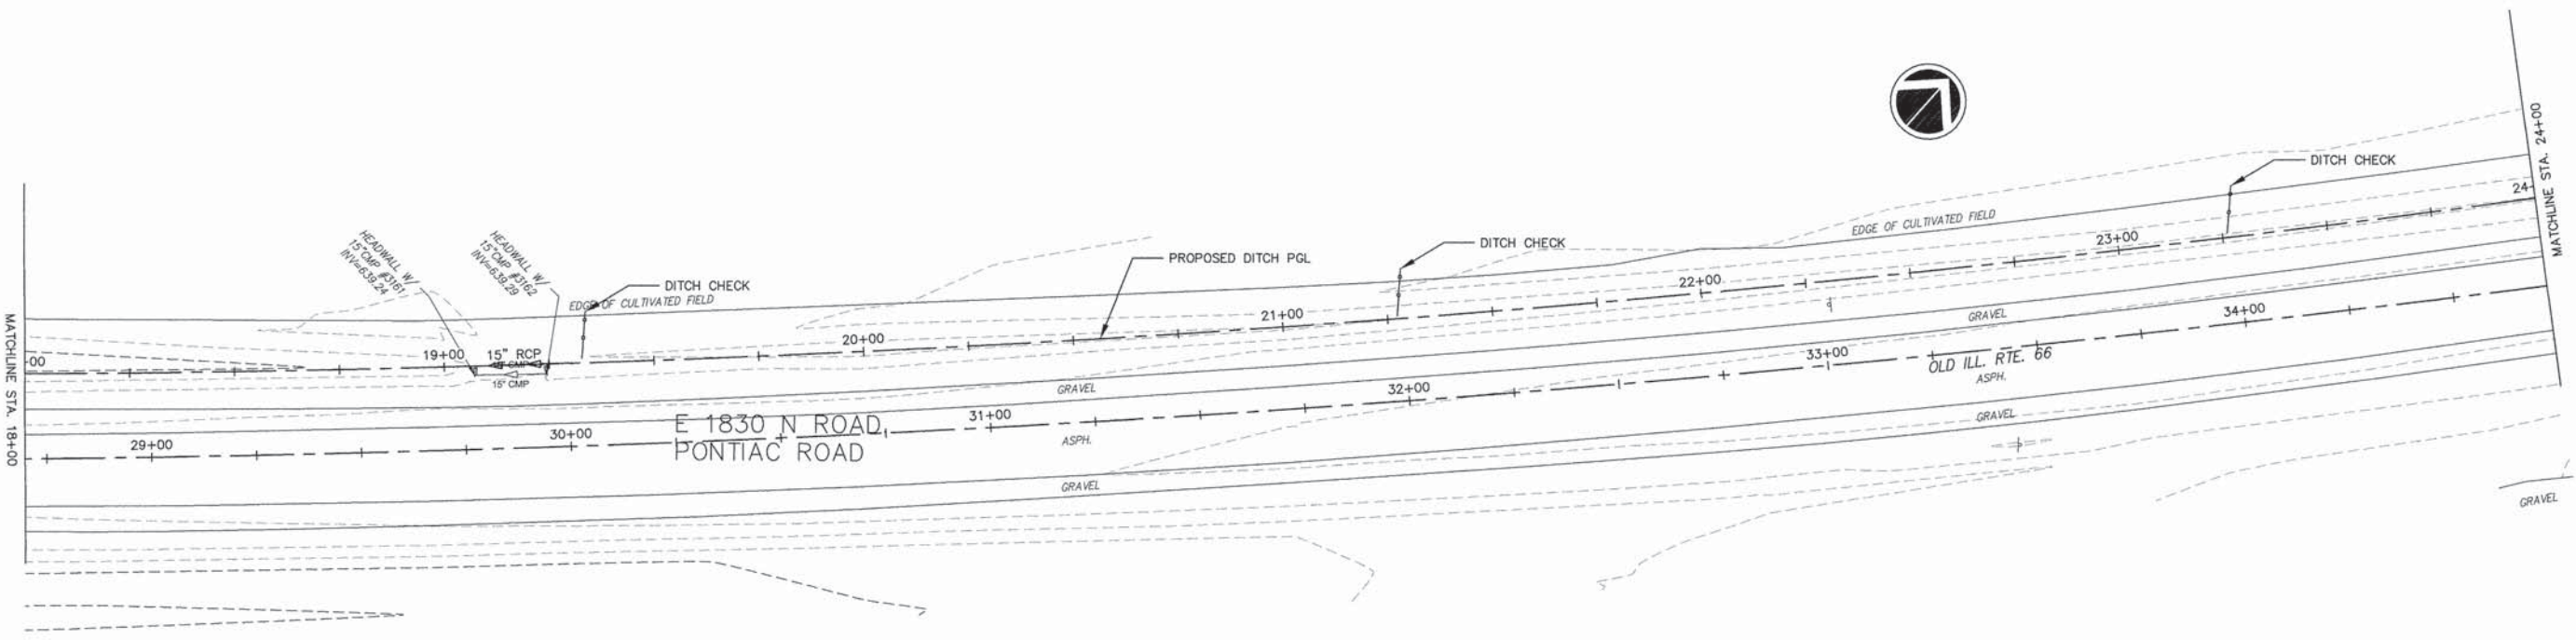 MATCHLINE STA. 18+00
00
HEADWALL W/
15"CMP #3161
INV=639.24
HEADWALL W/
15"CMP #3162
INV=639.29
DITCH CHECK
EDGE OF CULTIVATED FIELD
19+00
15" RCP
15" CMP
20+00
PROPOSED DITCH PGL
21+00
DITCH CHECK
22+00
EDGE OF CULTIVATED FIELD
23+00
DITCH CHECK
24
MATCHLINE STA. 24+00
GRAVEL
GRAVEL
29+00
30+00
E 1830 N ROAD
PONTIAC ROAD
31+00
ASPH.
32+00
33+00
OLD ILL. RTE. 66
ASPH.
34+00
GRAVEL
GRAVEL
GRAVEL